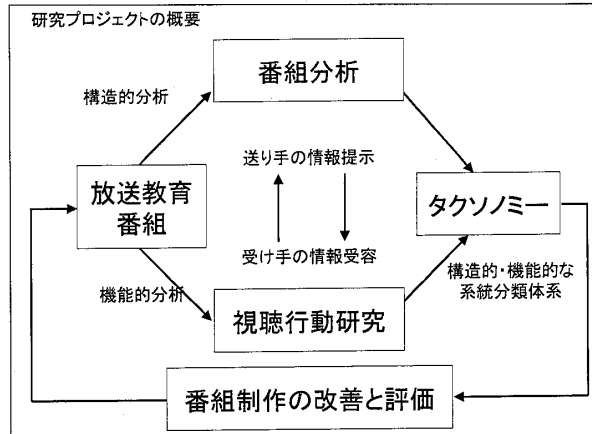 研究プロジェクトの概要
番組分析
構造的分析
送り手の情報提示
放送教育
番組
タクソノミー
受け手の情報受容
機能的分析
構造的・機能的な
系統分類体系
視聴行動研究
番組制作の改善と評価